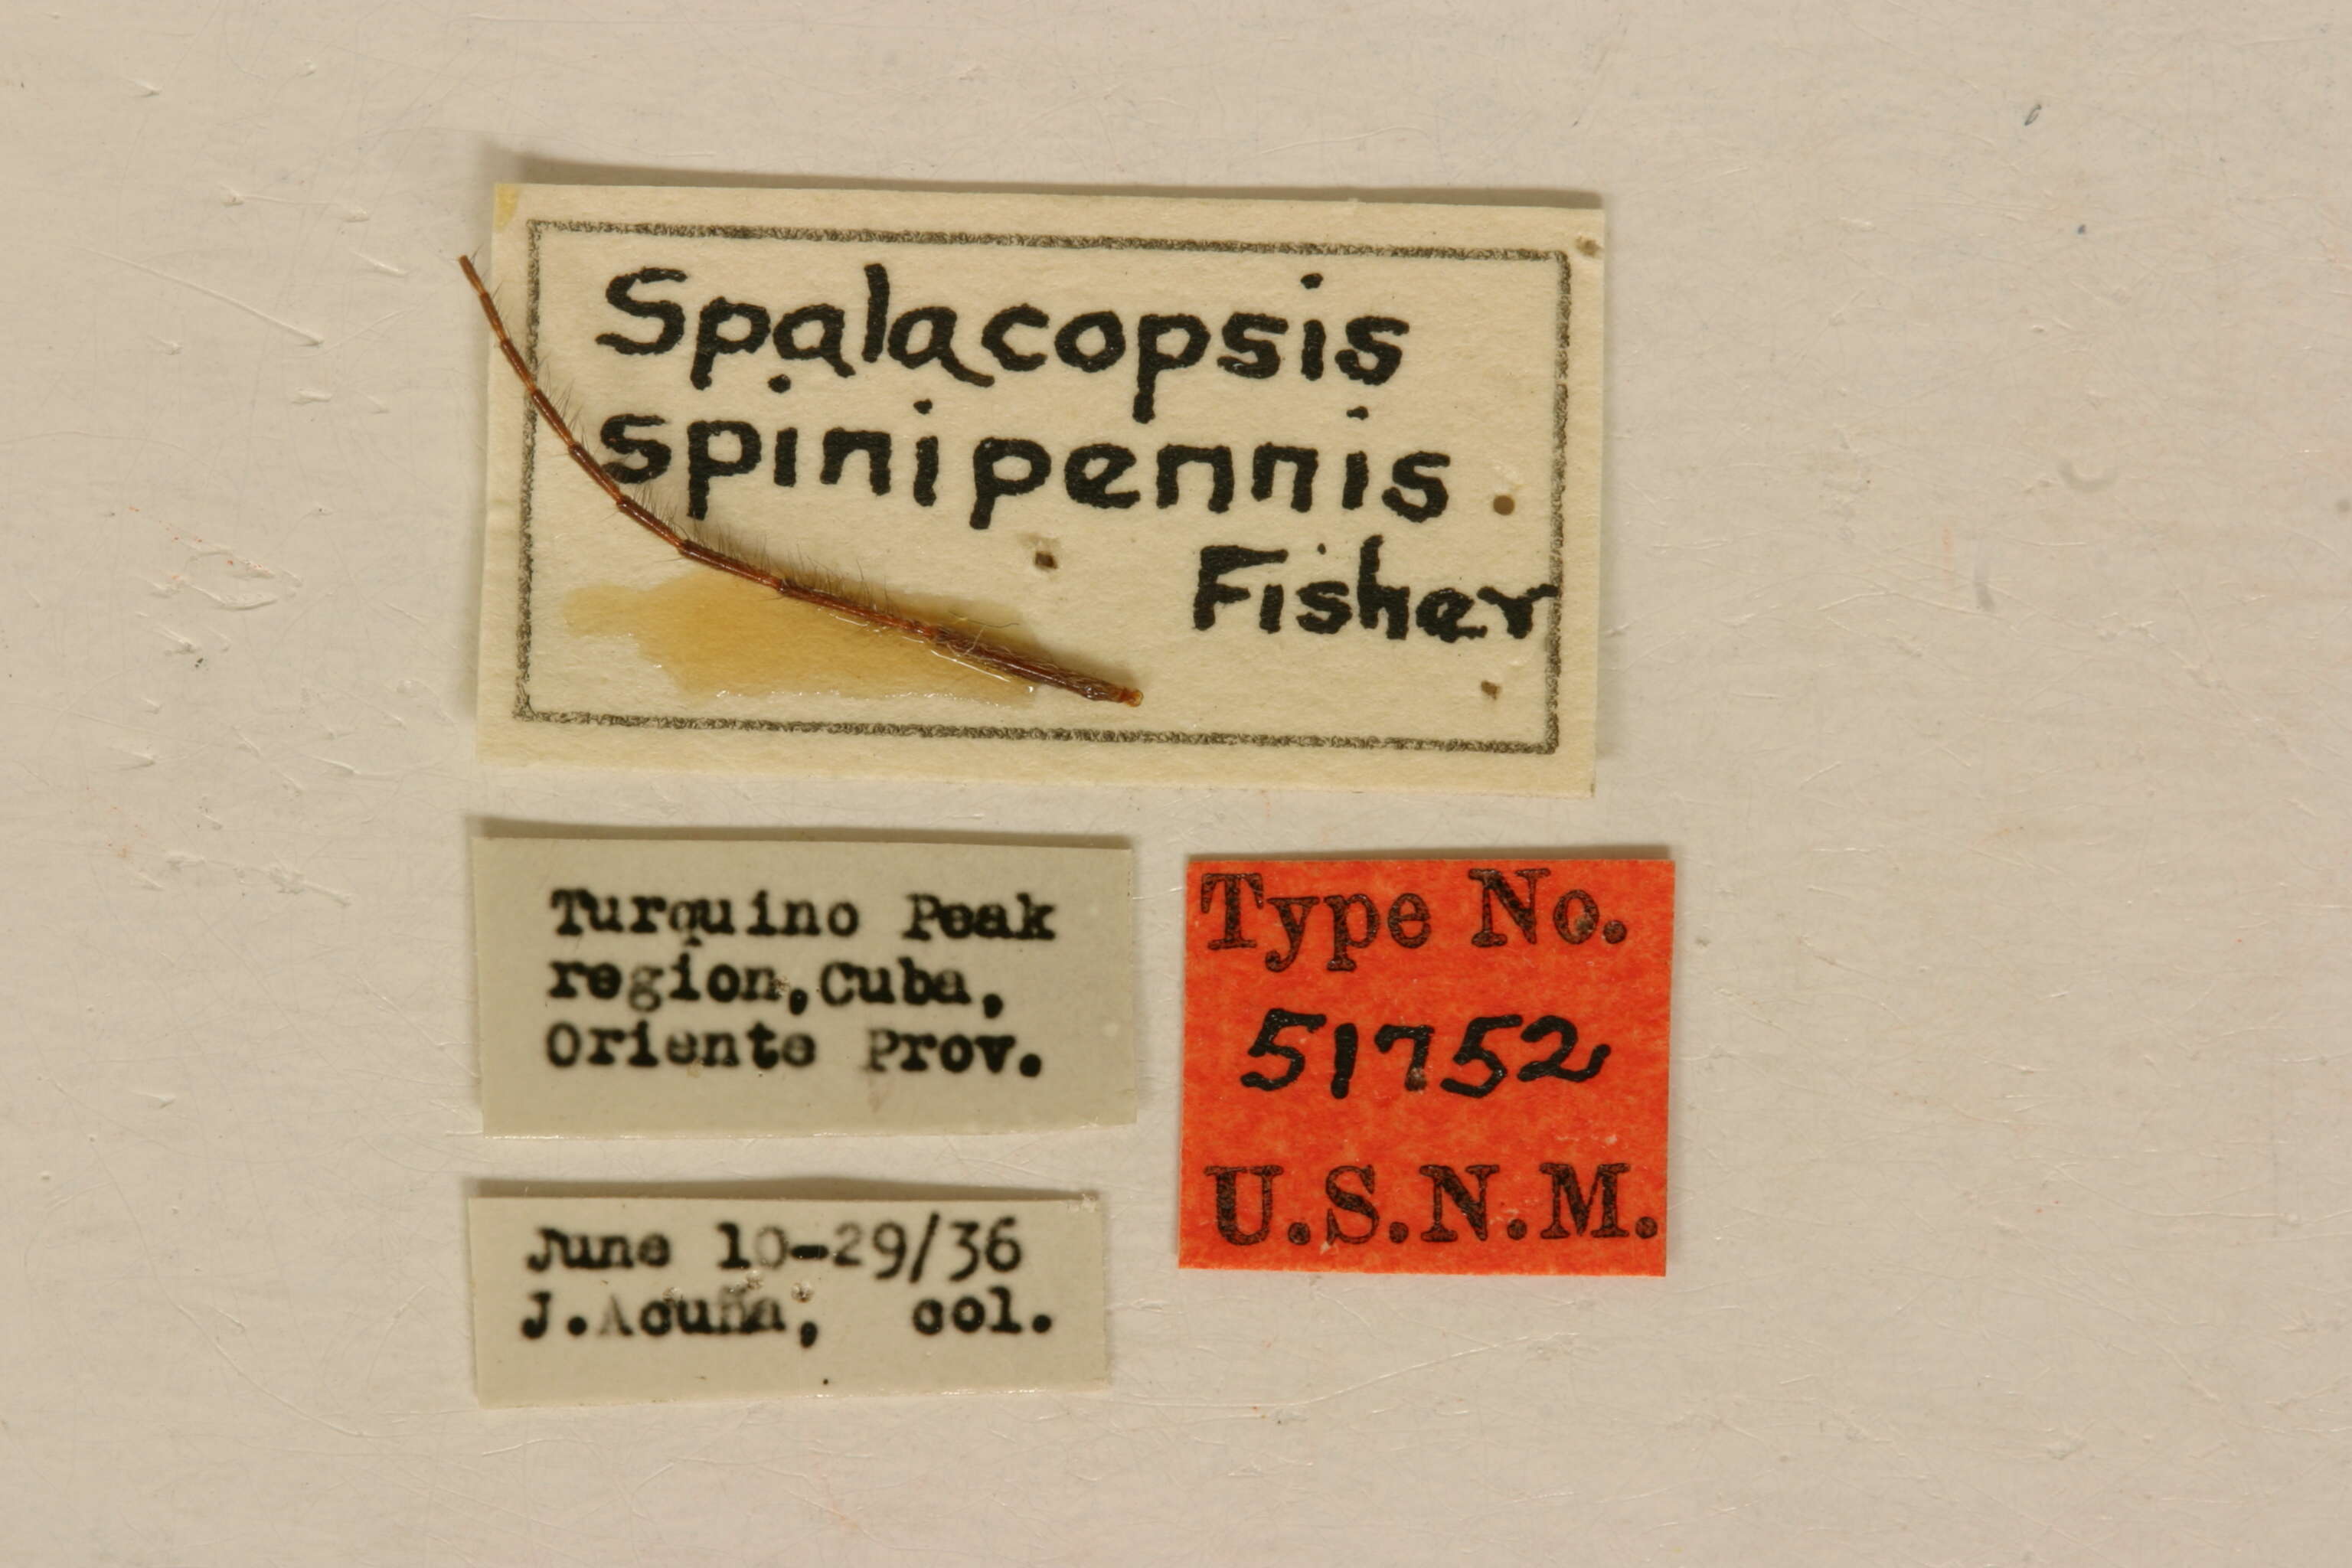 Spalacopsis
spinipennis
Fisher
Turquino Peak
region, Cuba,
Oriente Prov.
June 10-29/36
J. Acuña, col.
Type No.
51752
U.S.N.M.